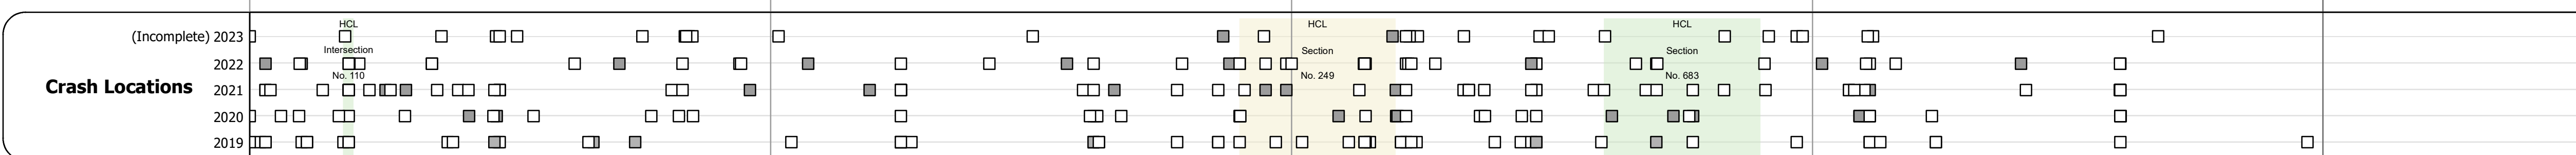 Crash Locations
(Incomplete) 2023
2022
2021
2020
2019
HCL
Intersection
No. 110
HCL
Section
No. 249
HCL
Section
No. 683